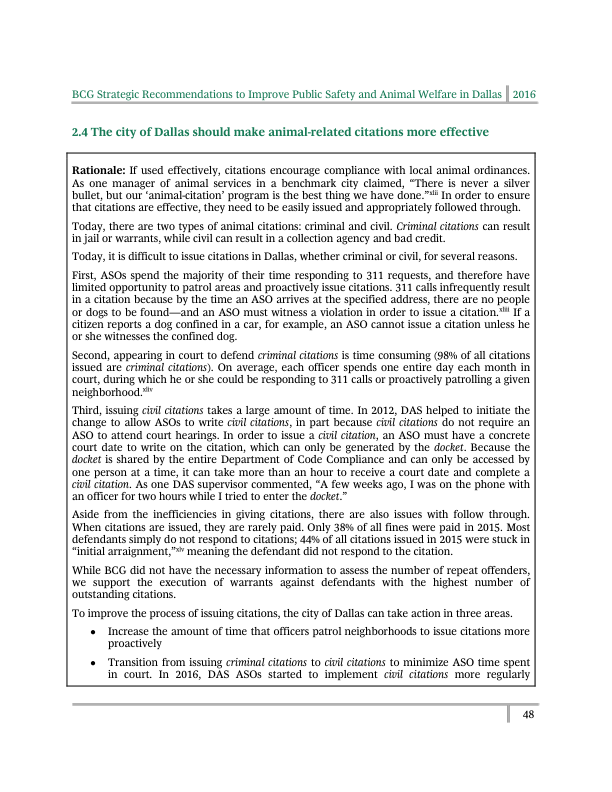 BCG Strategic Recommendations to Improve Public Safety and Animal Welfare in Dallas 2016
2.4 The city of Dallas should make animal-related citations more effective
Rationale: If used effectively, citations encourage compliance with local animal ordinances.
As one manager of animal services in a benchmark city claimed, “There is never a silver
bullet, but our ‘animal-citation’ program is the best thing we have done.”xlii In order to ensure
that citations are effective, they need to be easily issued and appropriately followed through.
Today, there are two types of animal citations: criminal and civil. Criminal citations can result
in jail or warrants, while civil can result in a collection agency and bad credit.
Today, it is difficult to issue citations in Dallas, whether criminal or civil, for several reasons.
First, ASOs spend the majority of their time responding to 311 requests, and therefore have
limited opportunity to patrol areas and proactively issue citations. 311 calls infrequently result
in a citation because by the time an ASO arrives at the specified address, there are no people
or dogs to be found—and an ASO must witness a violation in order to issue a citation.xliii If a
citizen reports a dog confined in a car, for example, an ASO cannot issue a citation unless he
or she witnesses the confined dog.
Second, appearing in court to defend criminal citations is time consuming (98% of all citations
issued are criminal citations). On average, each officer spends one entire day each month in
court, during which he or she could be responding to 311 calls or proactively patrolling a given
neighborhood.xliv
Third, issuing civil citations takes a large amount of time. In 2012, DAS helped to initiate the
change to allow ASOs to write civil citations, in part because civil citations do not require an
ASO to attend court hearings. In order to issue a civil citation, an ASO must have a concrete
court date to write on the citation, which can only be generated by the docket. Because the
docket is shared by the entire Department of Code Compliance and can only be accessed by
one person at a time, it can take more than an hour to receive a court date and complete a
civil citation. As one DAS supervisor commented, “A few weeks ago, I was on the phone with
an officer for two hours while I tried to enter the docket.”
Aside from the inefficiencies in giving citations, there are also issues with follow through.
When citations are issued, they are rarely paid. Only 38% of all fines were paid in 2015. Most
defendants simply do not respond to citations; 44% of all citations issued in 2015 were stuck in
“initial arraignment,”xlv meaning the defendant did not respond to the citation.
While BCG did not have the necessary information to assess the number of repeat offenders,
we support the execution of warrants against defendants with the highest number of
outstanding citations.
To improve the process of issuing citations, the city of Dallas can take action in three areas.
• Increase the amount of time that officers patrol neighborhoods to issue citations more
proactively
• Transition from issuing criminal citations to civil citations to minimize ASO time spent
in court. In 2016, DAS ASOs started to implement civil citations more regularly
48